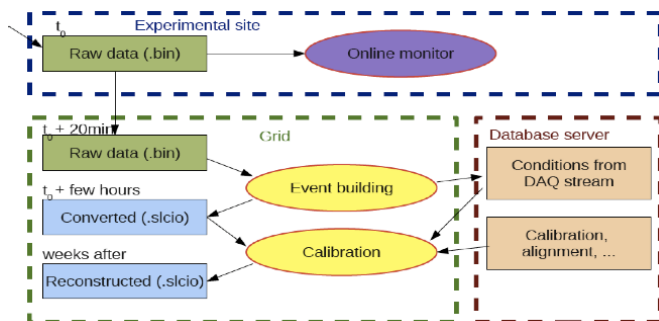 Experimental site
t0
Raw data (.bin)
Online monitor
t0 + 20min
Grid
Database server
Raw data (.bin)
Event building
Conditions from
DAQ stream
t0 + few hours
Converted (.slcio)
Calibration
Calibration,
alignment, ...
weeks after
Reconstructed (.slcio)